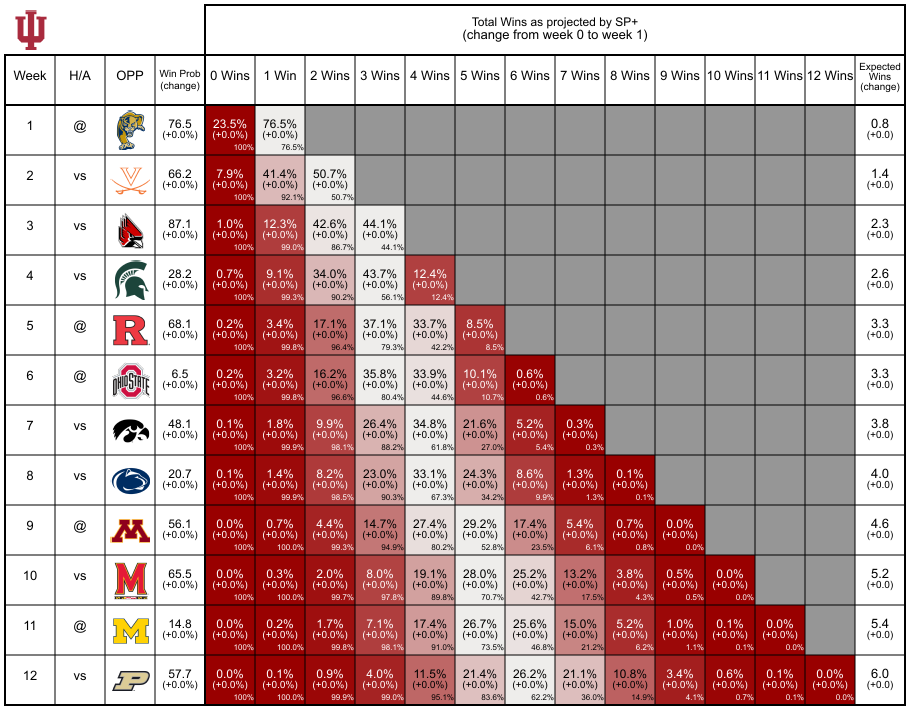 Total Wins as projected by SP+
(change from week 0 to week 1)
Week H/A OPP Win Prob (change) 0 Wins 1 Win 2 Wins 3 Wins 4 Wins 5 Wins 6 Wins 7 Wins 8 Wins 9 Wins 10 Wins 11 Wins 12 Wins Expected Wins (change)
1 @ 76.5 23.5% 76.5% 0.8
(+0.0%) (+0.0%) (+0.0%) (+0.0)
100% 76.5%
2 vs 66.2 7.9% 41.4% 50.7% 1.4
(+0.0%) (+0.0%) (+0.0%) (+0.0%) (+0.0)
100% 92.1% 50.7%
3 vs 87.1 1.0% 12.3% 42.6% 44.1% 2.3
(+0.0%) (+0.0%) (+0.0%) (+0.0%) (+0.0%) (+0.0)
100% 99.0% 86.7% 44.1%
4 vs 28.2 0.7% 9.1% 34.0% 43.7% 12.4% 2.6
(+0.0%) (+0.0%) (+0.0%) (+0.0%) (+0.0%) (+0.0%) (+0.0)
100% 99.3% 90.2% 56.1% 12.4%
5 @ R 68.1 0.2% 3.4% 17.1% 37.1% 33.7% 8.5% 3.3
(+0.0%) (+0.0%) (+0.0%) (+0.0%) (+0.0%) (+0.0%) (+0.0%) (+0.0)
100% 99.8% 96.4% 79.3% 42.2% 8.5%
6 @ OHIO STATE 6.5 0.2% 3.2% 16.2% 35.8% 33.9% 10.1% 0.6% 3.3
(+0.0%) (+0.0%) (+0.0%) (+0.0%) (+0.0%) (+0.0%) (+0.0%) (+0.0%) (+0.0)
100% 99.8% 96.6% 80.4% 44.6% 10.7% 0.6%
7 vs 48.1 0.1% 1.8% 9.9% 26.4% 34.8% 21.6% 5.2% 0.3% 3.8
(+0.0%) (+0.0%) (+0.0%) (+0.0%) (+0.0%) (+0.0%) (+0.0%) (+0.0%) (+0.0%) (+0.0)
100% 99.9% 98.1% 88.2% 61.8% 27.0% 5.4% 0.3%
8 vs 20.7 0.1% 1.4% 8.2% 23.0% 33.1% 24.3% 8.6% 1.3% 0.1% 4.0
(+0.0%) (+0.0%) (+0.0%) (+0.0%) (+0.0%) (+0.0%) (+0.0%) (+0.0%) (+0.0%) (+0.0%) (+0.0)
100% 99.9% 98.5% 90.3% 67.3% 34.2% 9.9% 1.3% 0.1%
9 @ M 56.1 0.0% 0.7% 4.4% 14.7% 27.4% 29.2% 17.4% 5.4% 0.7% 0.0% 4.6
(+0.0%) (+0.0%) (+0.0%) (+0.0%) (+0.0%) (+0.0%) (+0.0%) (+0.0%) (+0.0%) (+0.0%) (+0.0%) (+0.0)
100% 100.0% 99.3% 94.9% 80.2% 52.8% 23.5% 6.1% 0.8% 0.0%
10 vs M 65.5 0.0% 0.3% 2.0% 8.0% 19.1% 28.0% 25.2% 13.2% 3.8% 0.5% 0.0% 5.2
(+0.0%) (+0.0%) (+0.0%) (+0.0%) (+0.0%) (+0.0%) (+0.0%) (+0.0%) (+0.0%) (+0.0%) (+0.0%) (+0.0%) (+0.0)
100% 100.0% 99.7% 97.8% 89.8% 70.7% 42.7% 17.5% 4.3% 0.5% 0.0%
11 @ M 14.8 0.0% 0.2% 1.7% 7.1% 17.4% 26.7% 25.6% 15.0% 5.2% 1.0% 0.1% 0.0% 5.4
(+0.0%) (+0.0%) (+0.0%) (+0.0%) (+0.0%) (+0.0%) (+0.0%) (+0.0%) (+0.0%) (+0.0%) (+0.0%) (+0.0%) (+0.0%) (+0.0)
100% 100.0% 99.8% 98.1% 91.0% 73.5% 46.8% 21.2% 6.2% 1.1% 0.1% 0.0%
12 vs P 57.7 0.0% 0.1% 0.9% 4.0% 11.5% 21.4% 26.2% 21.1% 10.8% 3.4% 0.6% 0.1% 0.0% 6.0
(+0.0%) (+0.0%) (+0.0%) (+0.0%) (+0.0%) (+0.0%) (+0.0%) (+0.0%) (+0.0%) (+0.0%) (+0.0%) (+0.0%) (+0.0%) (+0.0%) (+0.0)
100% 100.0% 99.9% 99.0% 95.1% 83.6% 62.2% 36.0% 14.9% 4.1% 0.7% 0.1% 0.0%